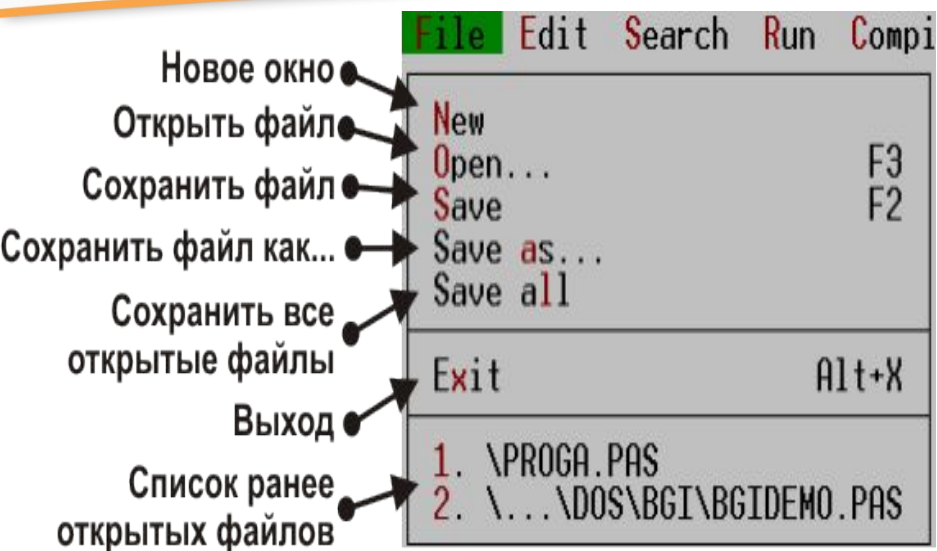 File Edit Search Run Compi
Новое окно
Открыть файл
Сохранить файл
Сохранить файл как...
Сохранить все
открытые файлы
Выход
Список ранее
открытых файлов
New
Open... F3
Save F2
Save as...
Save all
Exit Alt+X
1. \PROGA.PAS
2. \...\DOS\BGI\BGIDEMO.PAS